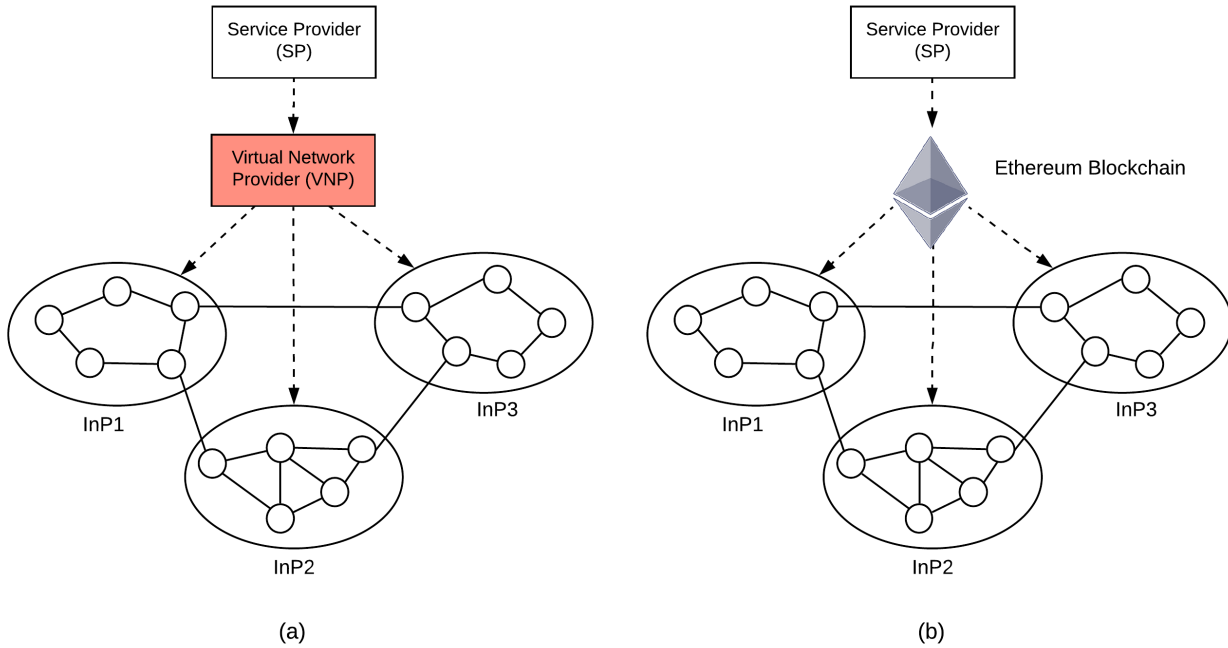 Service Provider
(SP)
Virtual Network
Provider (VNP)
InP1
InP3
InP2
(a)
Service Provider
(SP)
Ethereum Blockchain
InP1
InP3
InP2
(b)